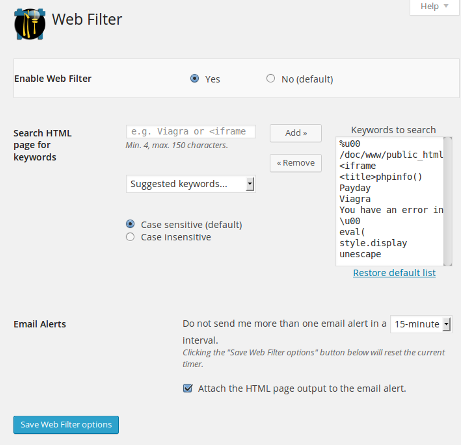 Help ▾
Web Filter
Enable Web Filter
Yes
No (default)
Search HTML page for keywords
e.g. Viagra or <iframe
Min. 4, max. 150 characters.
Add »
« Remove
Suggested keywords...
Case sensitive (default)
Case insensitive
Keywords to search
%u00
/doc/www/public_html
<iframe
<title>phpinfo()
Payday
Viagra
You have an error in
\u00
eval(
style.display
unescape
Restore default list
Email Alerts
Do not send me more than one email alert in a 15-minute
interval.
Clicking the "Save Web Filter options" button below will reset the current
timer.
Attach the HTML page output to the email alert.
Save Web Filter options